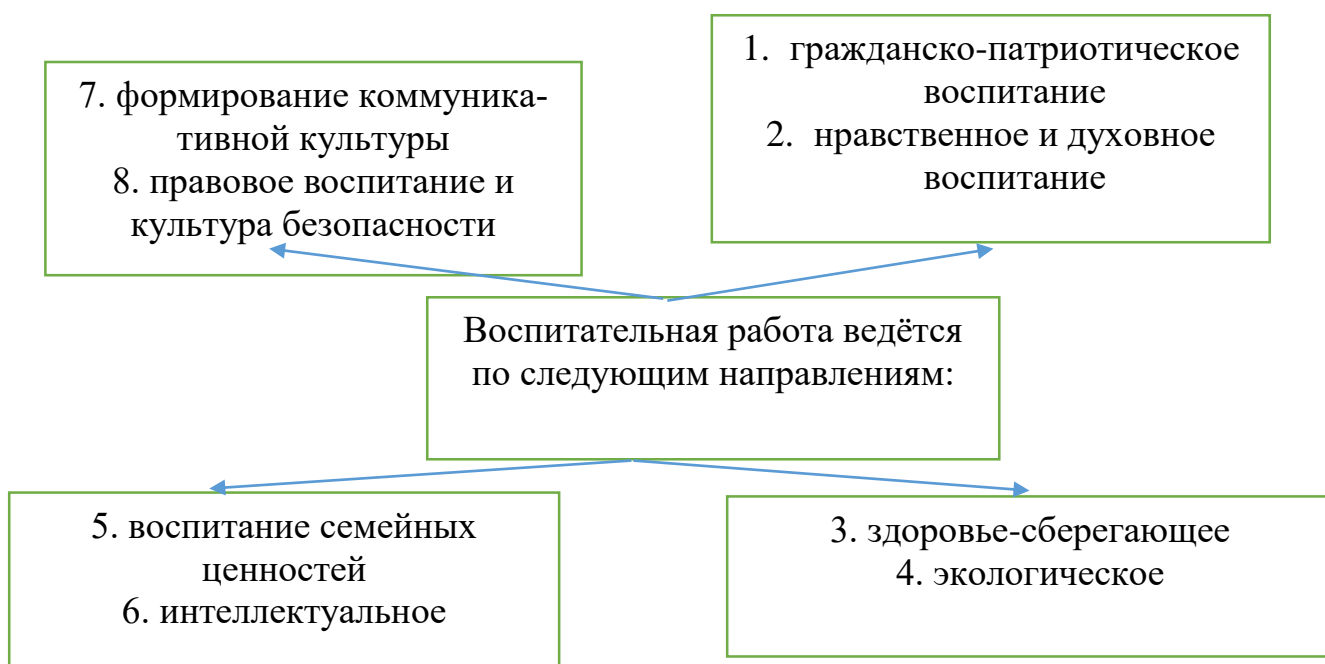 7. формирование коммуника-
тивной культуры
8. правовое воспитание и
культура безопасности
1. гражданско-патриотическое
воспитание
2. нравственное и духовное
воспитание
Воспитательная работа ведётся
по следующим направлениям:
5. воспитание семейных
ценностей
6. интеллектуальное
3. здоровье-сберегающее
4. экологическое